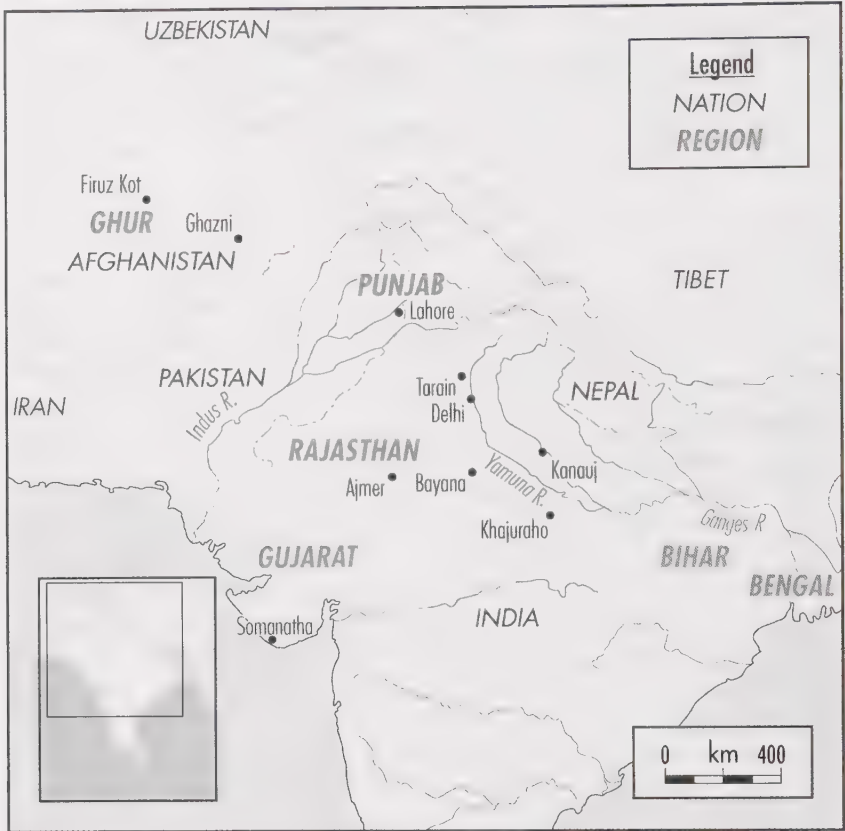 UZBEKISTAN
Legend
NATION
REGION
Firuz Kot
GHUR
Ghazni
AFGHANISTAN
PUNJAB
Lahore
TIBET
PAKISTAN
IRAN
Indus R.
Tarain
Delhi
NEPAL
RAJASTHAN
Ajmer
Bayana
Yamuna R.
Kanauj
Khajuraho
Ganges R
GUJARAT
BIHAR
BENGAL
Somanatha
INDIA
0 km 400